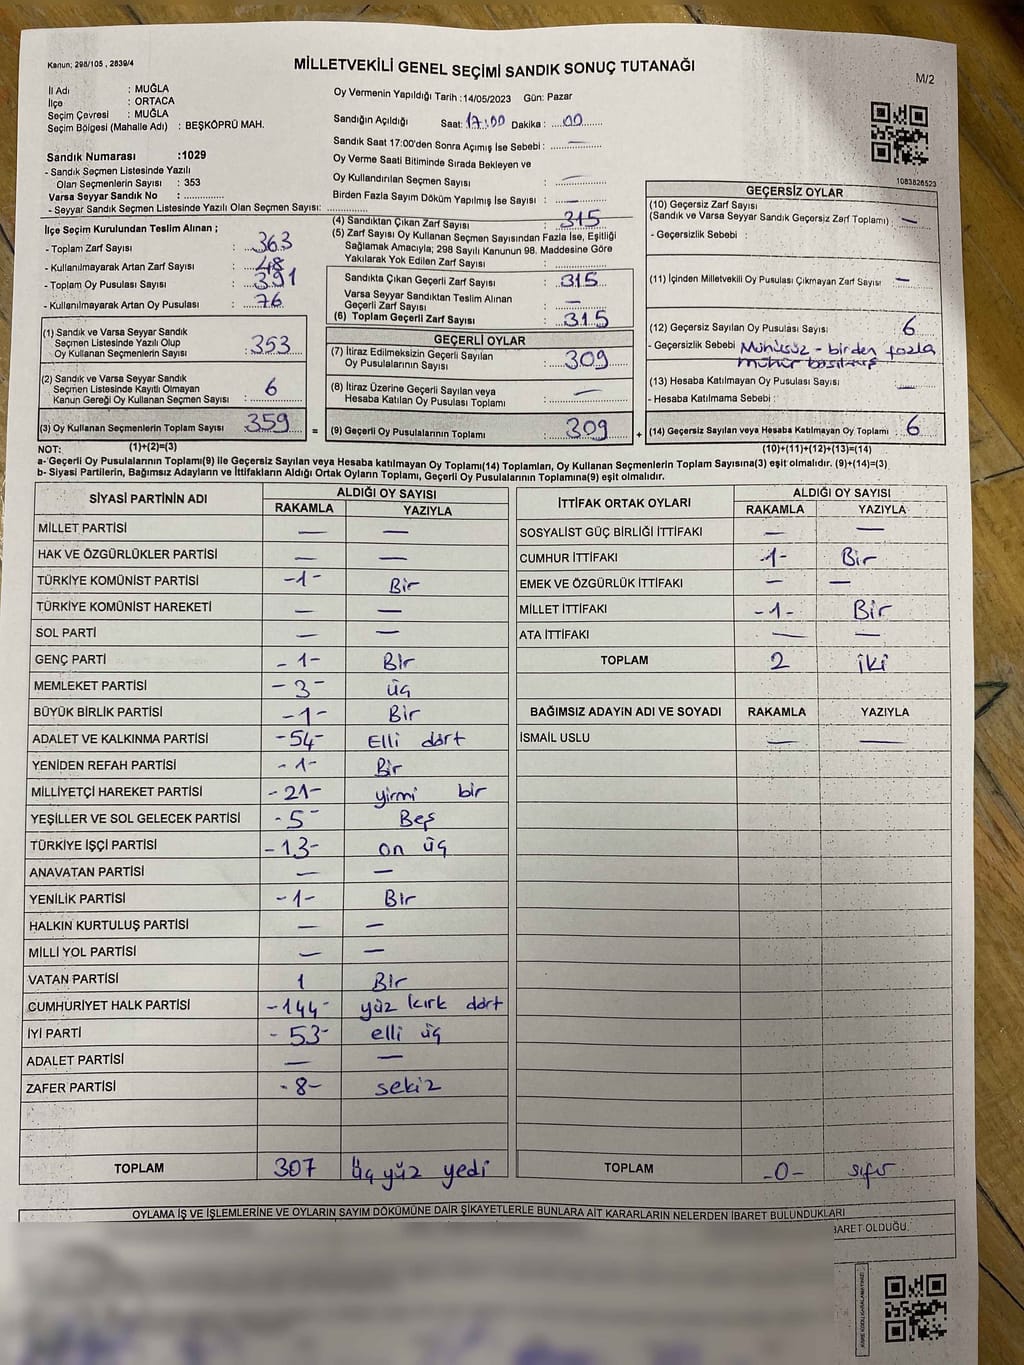 Kanun; 298/105 , 2839/4
MİLLETVEKİLİ GENEL SEÇİMİ SANDIK SONUÇ TUTANAĞI
M/2
İl Adı : MUĞLA
İlçe : ORTACA
Seçim Çevresi : MUĞLA
Seçim Bölgesi (Mahalle Adı) : BEŞKÖPRÜ MAH.
Sandık Numarası :1029
- Sandık Seçmen Listesinde Yazılı
Olan Seçmenlerin Sayısı : 353
Varsa Seyyar Sandık No :
- Seyyar Sandık Seçmen Listesinde Yazılı Olan Seçmen Sayısı:
Oy Vermenin Yapıldığı Tarih :14/05/2023 Gün: Pazar
Sandığın Açıldığı Saat: 17:00 Dakika : 00
Sandık Saat 17:00'den Sonra Açımış İse Sebebi : —
Oy Verme Saati Bitiminde Sırada Bekleyen ve
Oy Kullandırılan Seçmen Sayısı : —
Birden Fazla Sayım Döküm Yapılmış İse Sayısı : —
1083826523
İlçe Seçim Kurulundan Teslim Alınan ;
- Toplam Zarf Sayısı : 363
- Kullanılmayarak Artan Zarf Sayısı : 48
- Toplam Oy Pusulası Sayısı : 391
- Kullanılmayarak Artan Oy Pusulası : 76
(4) Sandıktan Çıkan Zarf Sayısı : 315
(5) Zarf Sayısı Oy Kullanan Seçmen Sayısından Fazla İse, Eşitliği
Sağlamak Amacıyla; 298 Sayılı Kanunun 98. Maddesine Göre
Yakılarak Yok Edilen Zarf Sayısı :
Sandıkta Çıkan Geçerli Zarf Sayısı : 315
Varsa Seyyar Sandıktan Teslim Alınan
Geçerli Zarf Sayısı : —
(6) Toplam Geçerli Zarf Sayısı : 315
GEÇERSİZ OYLAR
(10) Geçersiz Zarf Sayısı
(Sandık ve Varsa Seyyar Sandık Geçersiz Zarf Toplamı) : —
- Geçersizlik Sebebi :
(11) İçinden Milletvekili Oy Pusulası Çıkmayan Zarf Sayısı : —
(12) Geçersiz Sayılan Oy Pusulası Sayısı : 6
- Geçersizlik Sebebi Mühürsüz - birden fazla
mühür basılmış
(13) Hesaba Katılmayan Oy Pusulası Sayısı : —
- Hesaba Katılmama Sebebi :
(14) Geçersiz Sayılan veya Hesaba Katılmayan Oy Toplamı : 6
(1) Sandık ve Varsa Seyyar Sandık
Seçmen Listesinde Yazılı Olup
Oy Kullanan Seçmenlerin Sayısı : 353
(2) Sandık ve Varsa Seyyar Sandık
Seçmen Listesinde Kayıtlı Olmayan
Kanun Gereği Oy Kullanan Seçmen Sayısı : 6
(3) Oy Kullanan Seçmenlerin Toplam Sayısı : 359
=
GEÇERLİ OYLAR
(7) İtiraz Edilmeksizin Geçerli Sayılan
Oy Pusulalarının Sayısı : 309
(8) İtiraz Üzerine Geçerli Sayılan veya
Hesaba Katılan Oy Pusulası Toplamı : —
(9) Geçerli Oy Pusulalarının Toplamı : 309
+
NOT: (1)+(2)=(3)
(10)+(11)+(12)+(13)=(14)
a- Geçerli Oy Pusulalarının Toplamı(9) İle Geçersiz Sayılan veya Hesaba katılmayan Oy Toplamı(14) Toplamları, Oy Kullanan Seçmenlerin Toplam Sayısına(3) eşit olmalıdır. (9)+(14)=(3)
b- Siyasi Partilerin, Bağımsız Adayların ve İttifakların Aldığı Ortak Oyların Toplamı, Geçerli Oy Pusulalarının Toplamına(9) eşit olmalıdır.
SİYASİ PARTİNİN ADI ALDIĞI OY SAYISI
RAKAMLA YAZIYLA
MİLLET PARTİSİ — —
HAK VE ÖZGÜRLÜKLER PARTİSİ — —
TÜRKİYE KOMÜNİST PARTİSİ -1- Bir
TÜRKİYE KOMÜNİST HAREKETİ — —
SOL PARTİ — —
GENÇ PARTİ -1- Bir
MEMLEKET PARTİSİ -3- üç
BÜYÜK BİRLİK PARTİSİ -1- Bir
ADALET VE KALKINMA PARTİSİ -54- Elli dört
YENİDEN REFAH PARTİSİ -1- Bir
MİLLİYETÇİ HAREKET PARTİSİ -21- yirmi bir
YEŞİLLER VE SOL GELECEK PARTİSİ -5- Beş
TÜRKİYE İŞÇİ PARTİSİ -13- on üç
ANAVATAN PARTİSİ — —
YENİLİK PARTİSİ -1- Bir
HALKIN KURTULUŞ PARTİSİ — —
MİLLİ YOL PARTİSİ — —
VATAN PARTİSİ 1 Bir
CUMHURİYET HALK PARTİSİ -144- yüz kırk dört
İYİ PARTİ -53- elli üç
ADALET PARTİSİ — —
ZAFER PARTİSİ -8- sekiz
TOPLAM 307 üç yüz yedi
İTTİFAK ORTAK OYLARI ALDIĞI OY SAYISI
RAKAMLA YAZIYLA
SOSYALİST GÜÇ BİRLİĞİ İTTİFAKI — —
CUMHUR İTTİFAKI -1- Bir
EMEK VE ÖZGÜRLÜK İTTİFAKI — —
MİLLET İTTİFAKI -1- Bir
ATA İTTİFAKI — —
TOPLAM 2 iki
BAĞIMSIZ ADAYIN ADI VE SOYADI RAKAMLA YAZIYLA
İSMAİL USLU — —
TOPLAM -0- sıfır
OYLAMA İŞ VE İŞLEMLERİNE VE OYLARIN SAYIM DÖKÜMÜNE DAİR ŞİKAYETLERLE BUNLARA AİT KARARLARIN NELERDEN İBARET BULUNDUKLARI
BARET OLDUĞU.